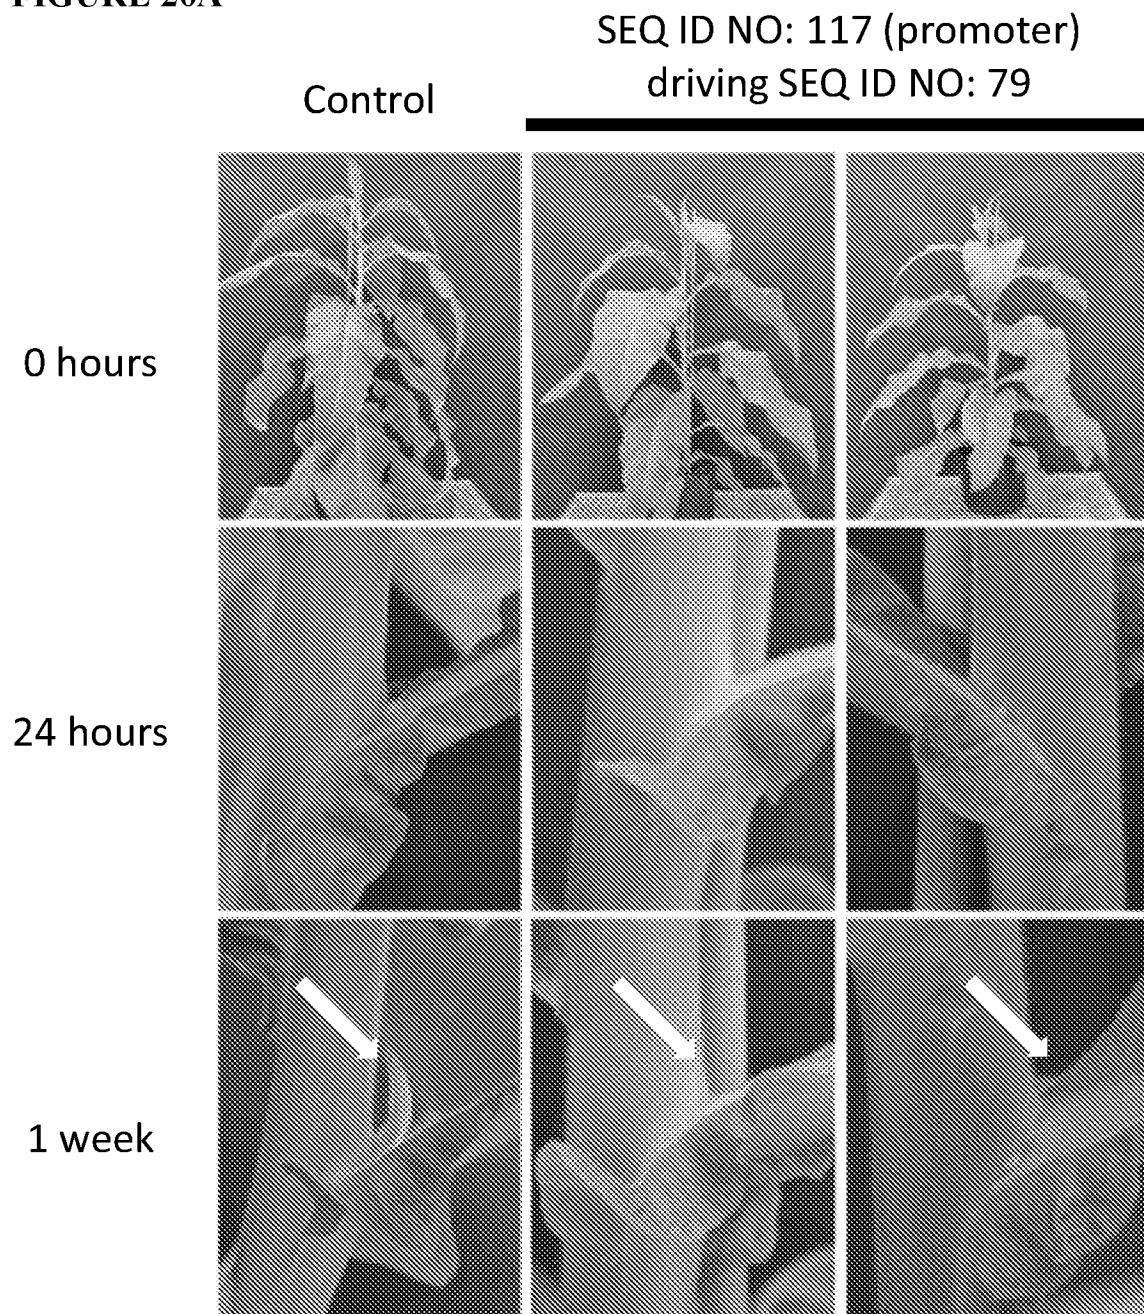 FIGURE 20A
SEQ ID NO: 117 (promoter)
driving SEQ ID NO: 79
Control
0 hours
24 hours
1 week